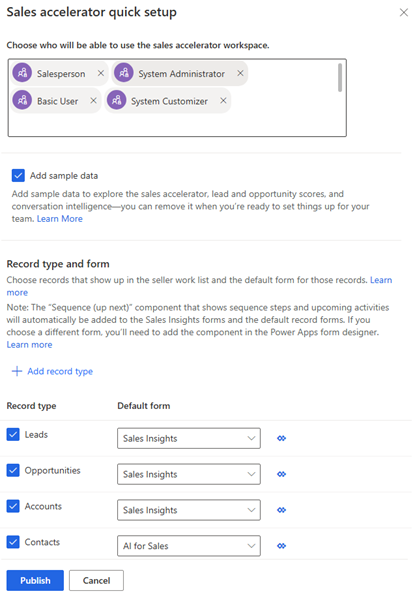 Sales accelerator quick setup
Choose who will be able to use the sales accelerator workspace.
Salesperson
System Administrator
Basic User
System Customizer
Add sample data
Add sample data to explore the sales accelerator, lead and opportunity scores, and
conversation intelligence—you can remove it when you're ready to set things up for your
team. Learn More
Record type and form
Choose records that show up in the seller work list and the default form for those records. Learn
more
Note: The "Sequence (up next)" component that shows sequence steps and upcoming activities
will automatically be added to the Sales Insights forms and the default record forms. If you
choose a different form, you'll need to add the component in the Power Apps form designer.
Learn more
Add record type
Record type Default form
Leads Sales Insights
Opportunities Sales Insights
Accounts Sales Insights
Contacts AI for Sales
Publish Cancel